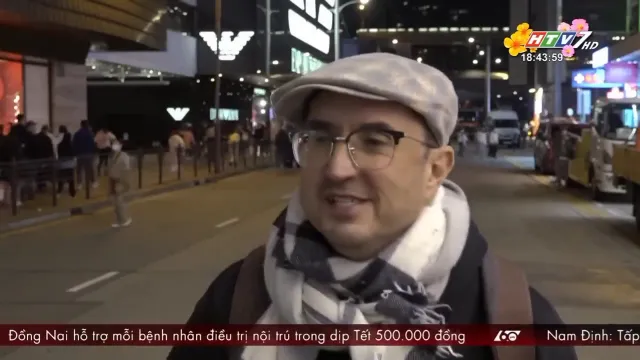 HTV7 HD
18:43:59
Đồng Nai hỗ trợ mỗi bệnh nhân điều trị nội trú trong dịp Tết 500.000 đồng
60 Nam Định: Tấp